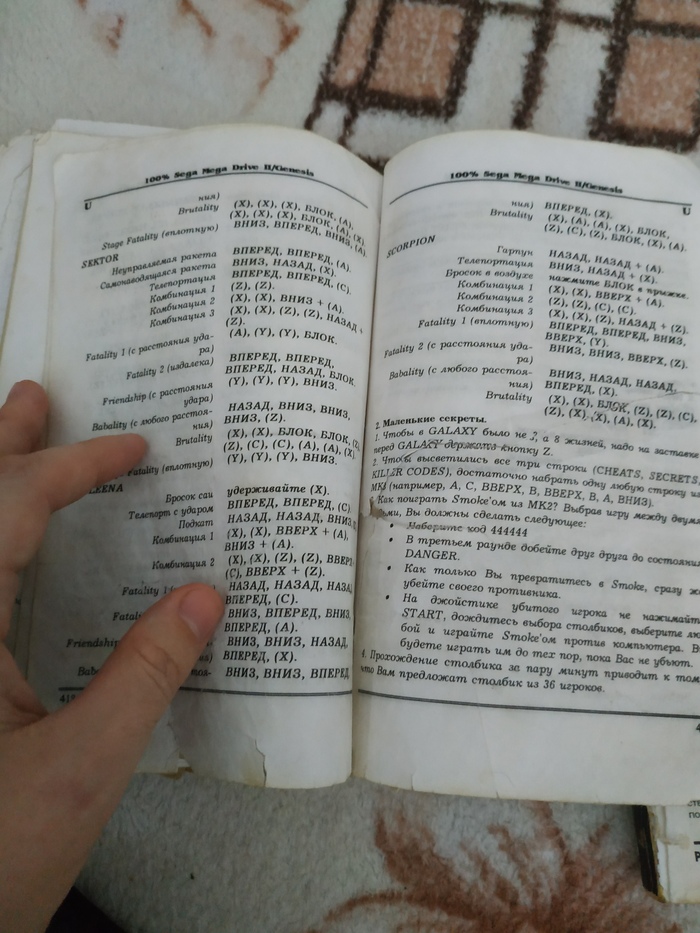 100% Sega Mega Drive II/Genesis
U
ния) (X), (X), (X), БЛОК, (A),
Brutality (X), (X), (X), БЛОК, (A), (X),
Stage Fatality (вплотную) ВНИЗ, ВПЕРЕД, ВНИЗ, (A)
SEKTOR
Неуправляемая ракета ВПЕРЕД, ВПЕРЕД, (A).
Самонаводящаяся ракета ВНИЗ, НАЗАД, (X).
Телепортация ВПЕРЕД, ВПЕРЕД, (C).
Комбинация 1 (Z), (Z).
Комбинация 2 (X), (X), ВНИЗ + (A).
Комбинация 3 (X), (X), (Z), (Z), НАЗАД +
(Z).
(A), (Y), (Y), БЛОК.
Fatality 1 (с расстояния уда-
ра)
Fatality 2 (издалека) ВПЕРЕД, ВПЕРЕД,
ВПЕРЕД, НАЗАД, БЛОК.
Friendship (с расстояния (Y), (Y), (Y), ВНИЗ.
удара)
Babality (с любого расстоя- НАЗАД, ВНИЗ, ВНИЗ,
ния) ВНИЗ, (Z).
Brutality (X), (X), БЛОК, БЛОК, (Z),
(Z), (C), (C), (A), (A), (X),
Fatality (вплотную) (Y), (Y), (Y), ВНИЗ.
EENA
Бросок саи удерживайте (X).
Телепорт с ударом ВПЕРЕД, ВПЕРЕД, (C).
Подкат НАЗАД, НАЗАД, ВНИЗ,
Комбинация 1 (X), (X), ВВЕРХ + (A),
ВНИЗ + (A).
Комбинация 2 (X), (X), (Z), (Z), ВВЕРХ
(C), ВВЕРХ + (Z).
Fatality 1 НАЗАД, НАЗАД, НАЗАД,
ВПЕРЕД, (C).
ВНИЗ, ВПЕРЕД, ВНИЗ,
ВПЕРЕД, (A).
Friendship ВНИЗ, ВНИЗ, НАЗАД,
ВПЕРЕД, (X).
ВНИЗ, ВНИЗ, ВПЕРЕД,
100% Sega Mega Drive II/Genesis
U
ния) ВПЕРЕД, (X).
Brutality (X), (A), (A), (X), БЛОК,
(Z), (C), (Z), БЛОК, (X), (A).
SCORPION
Гарпун НАЗАД, НАЗАД + (A).
Телепортация ВНИЗ, НАЗАД + (X).
Бросок в воздухе нажмите БЛОК в прыжке.
Комбинация 1 (X), (X), ВВЕРХ + (A).
Комбинация 2 (Z), (Z), (C), (C).
Комбинация 3 (X), (X), (Z), НАЗАД + (Z).
Fatality 1 (вплотную) ВПЕРЕД, ВПЕРЕД, ВНИЗ,
ВВЕРХ, (Y).
Fatality 2 (с расстояния уда- ВНИЗ, ВНИЗ, ВВЕРХ, (Z).
ра)
Babality (с любого расстоя- ВНИЗ, НАЗАД, НАЗАД,
ния) ВПЕРЕД, (X).
Brutality (X), (X), БЛОК, (Z), (Z), (C),
(Z), (X), (X), (A), (X).
2. Маленькие секреты.
1. Чтобы в GALAXY было не 3, а 8 жизней, надо на заставке
перед GALAXY держать кнопку Z.
2. Чтобы высветились все три строки (CHEATS, SECRETS,
KILLER CODES), достаточно набрать одну любую строку из
MK3 (например, A, C, ВВЕРХ, B, ВВЕРХ, B, A, ВНИЗ).
Как поиграть Smoke'ом из MK2? Выбрав игру между двумя
Вы должны сделать следующее:
Наберите код 444444
• В третьем раунде добейте друг друга до состояния
DANGER.
• Как только Вы превратитесь в Smoke, сразу же
убейте своего противника.
• На джойстике убитого игрока не нажимайте
START, дождитесь выбора столбиков, выберите лю-
бой и играйте Smoke'ом против компьютера. Вы
будете играть им до тех пор, пока Вас не убьют.
4. Прохождение столбика за пару минут приводит к тому,
что Вам предложат столбик из 36 игроков.